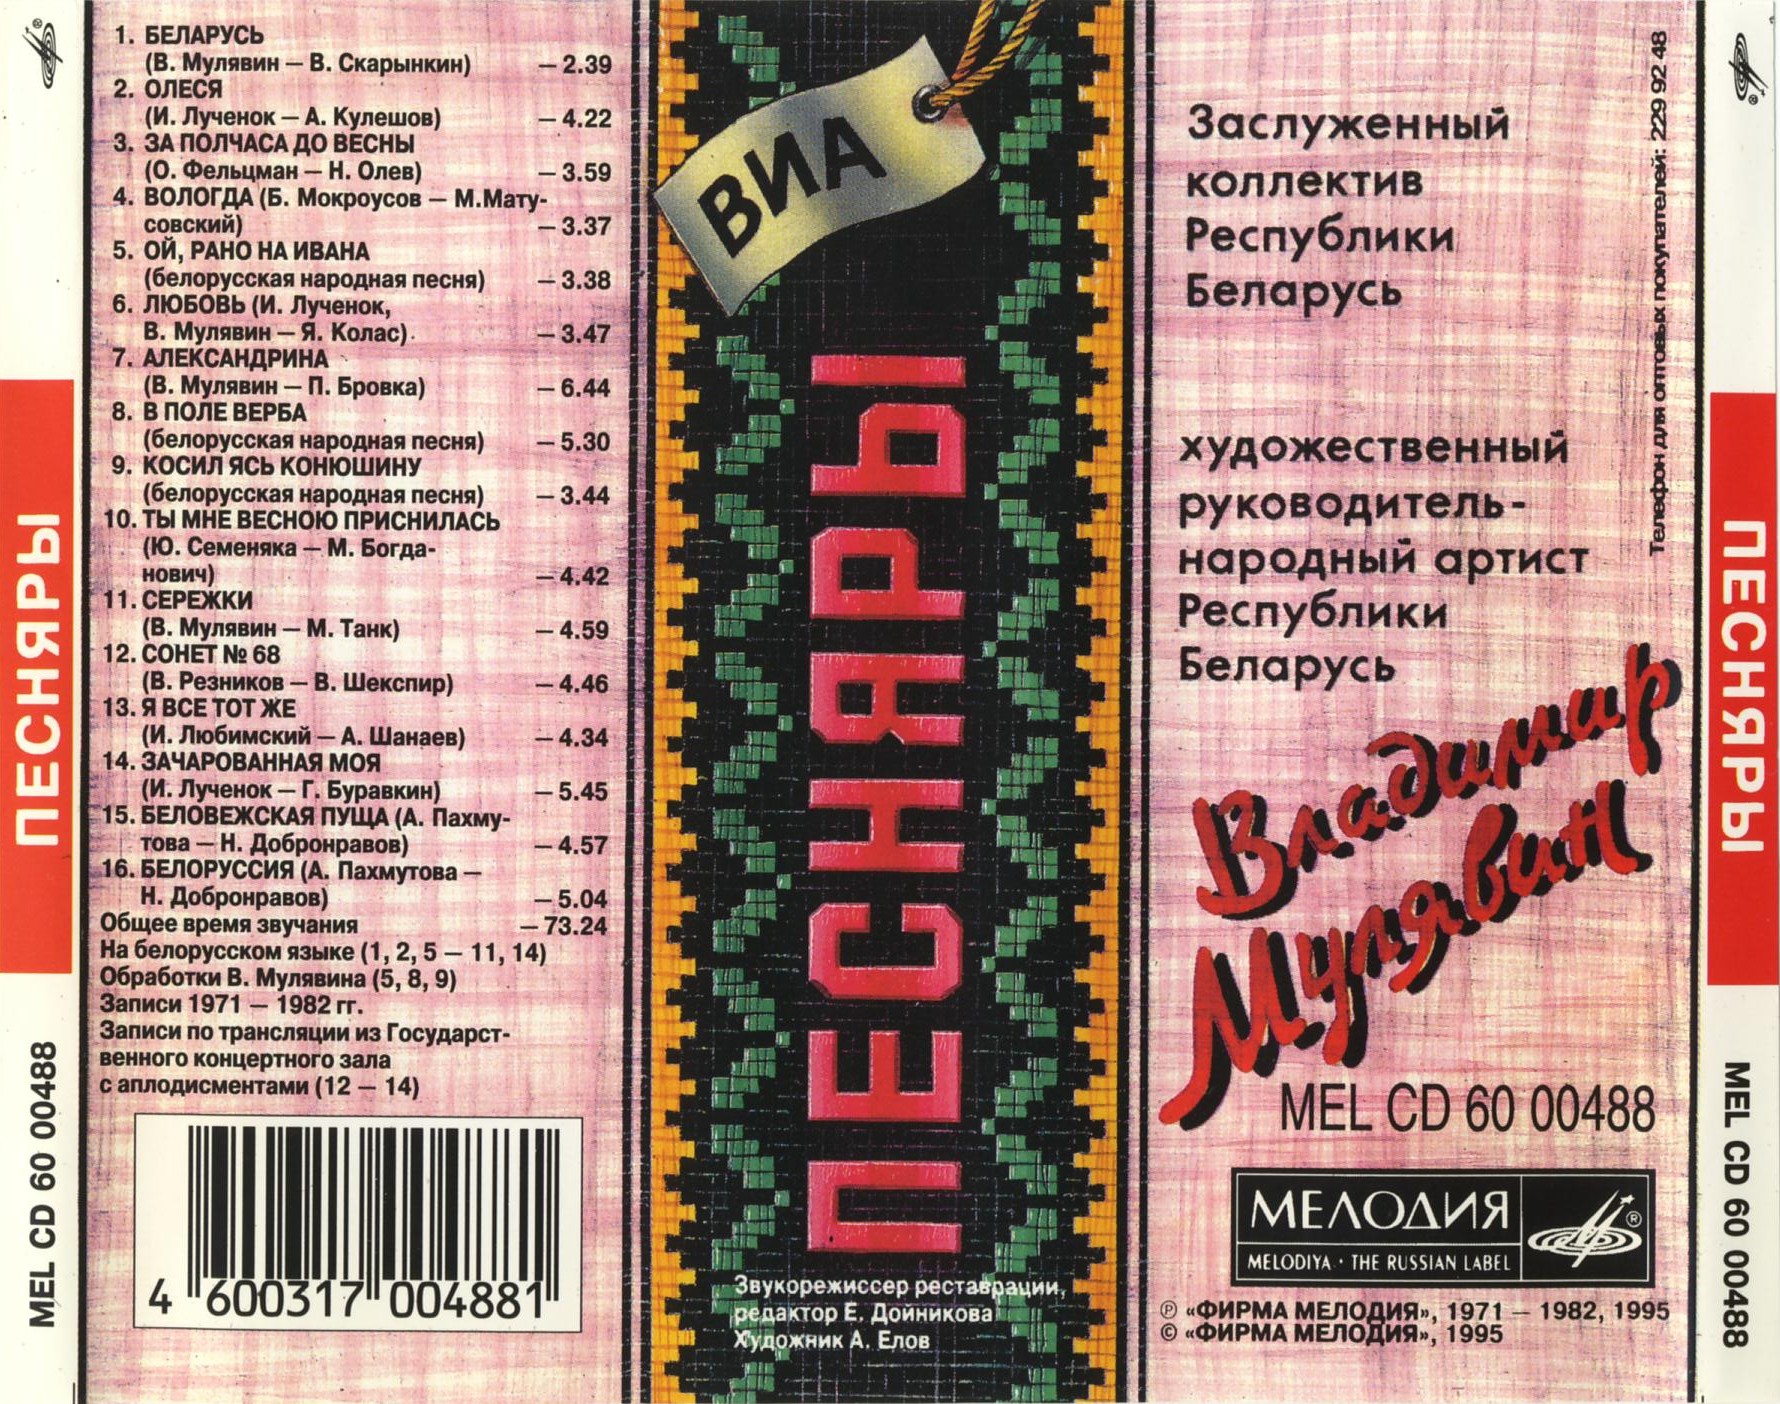 ПЕСНЯРЫ
MEL CD 60 00488
1. БЕЛАРУСЬ
(В. Мулявин — В. Скарынкин) — 2.39
2. ОЛЕСЯ
(И. Лученок — А. Кулешов) — 4.22
3. ЗА ПОЛЧАСА ДО ВЕСНЫ
(О. Фельцман — Н. Олев) — 3.59
4. ВОЛОГДА (Б. Мокроусов — М.Мату-
совский) — 3.37
5. ОЙ, РАНО НА ИВАНА
(белорусская народная песня) — 3.38
6. ЛЮБОВЬ (И. Лученок,
В. Мулявин — Я. Колас) — 3.47
7. АЛЕКСАНДРИНА
(В. Мулявин — П. Бровка) — 6.44
8. В ПОЛЕ ВЕРБА
(белорусская народная песня) — 5.30
9. КОСИЛ ЯСЬ КОНЮШИНУ
(белорусская народная песня) — 3.44
10. ТЫ МНЕ ВЕСНОЮ ПРИСНИЛАСЬ
(Ю. Семеняка — М. Богда-
нович) — 4.42
11. СЕРЕЖКИ
(В. Мулявин — М. Танк) — 4.59
12. СОНЕТ № 68
(В. Резников — В. Шекспир) — 4.46
13. Я ВСЕ ТОТ ЖЕ
(И. Любимский — А. Шанаев) — 4.34
14. ЗАЧАРОВАННАЯ МОЯ
(И. Лученок — Г. Буравкин) — 5.45
15. БЕЛОВЕЖСКАЯ ПУЩА (А. Пахму-
това — Н. Добронравов) — 4.57
16. БЕЛОРУССИЯ (А. Пахмутова —
Н. Добронравов) — 5.04
Общее время звучания — 73.24
На белорусском языке (1, 2, 5 — 11, 14)
Обработки В. Мулявина (5, 8, 9)
Записи 1971 — 1982 гг.
Записи по трансляции из Государст-
венного концертного зала
с аплодисментами (12 — 14)
4 600317 004881
ВИА
ПЕСНЯРЫ
Звукорежиссер реставрации,
редактор Е. Дойникова
Художник А. Елов
Заслуженный
коллектив
Республики
Беларусь
художественный
руководитель-
народный артист
Республики
Беларусь
Владимир
Мулявин
MEL CD 60 00488
МЕЛОДИЯ
®
MELODIYA · THE RUSSIAN LABEL
℗ «ФИРМА МЕЛОДИЯ», 1971 — 1982, 1995
© «ФИРМА МЕЛОДИЯ», 1995
Телефон для оптовых покупателей: 229 92 48
ПЕСНЯРЫ
MEL CD 60 00488